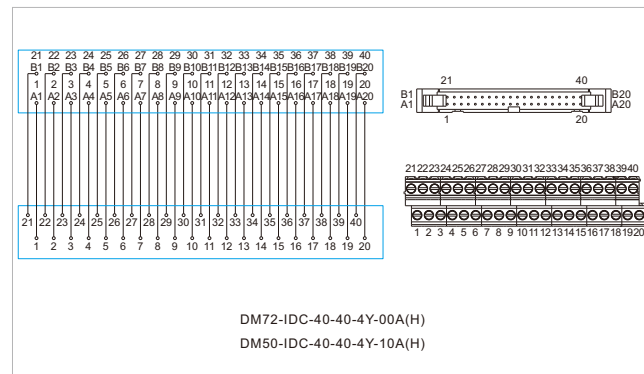 21 22 23 24 25 26 27 28 29 30 31 32 33 34 35 36 37 38 39 40
B1 B2 B3 B4 B5 B6 B7 B8 B9 B10 B11 B12 B13 B14 B15 B16 B17 B18 B19 B20
1 2 3 4 5 6 7 8 9 10 11 12 13 14 15 16 17 18 19 20
A1 A2 A3 A4 A5 A6 A7 A8 A9 A10 A11 A12 A13 A14 A15 A16 A17 A18 A19 A20
21 22 23 24 25 26 27 28 29 30 31 32 33 34 35 36 37 38 39 40
1 2 3 4 5 6 7 8 9 10 11 12 13 14 15 16 17 18 19 20
21 40
B1 B20
A1 A20
1 20
21 22 23 24 25 26 27 28 29 30 31 32 33 34 35 36 37 38 39 40
1 2 3 4 5 6 7 8 9 10 11 12 13 14 15 16 17 18 19 20
DM72-IDC-40-40-4Y-00A(H)
DM50-IDC-40-40-4Y-10A(H)